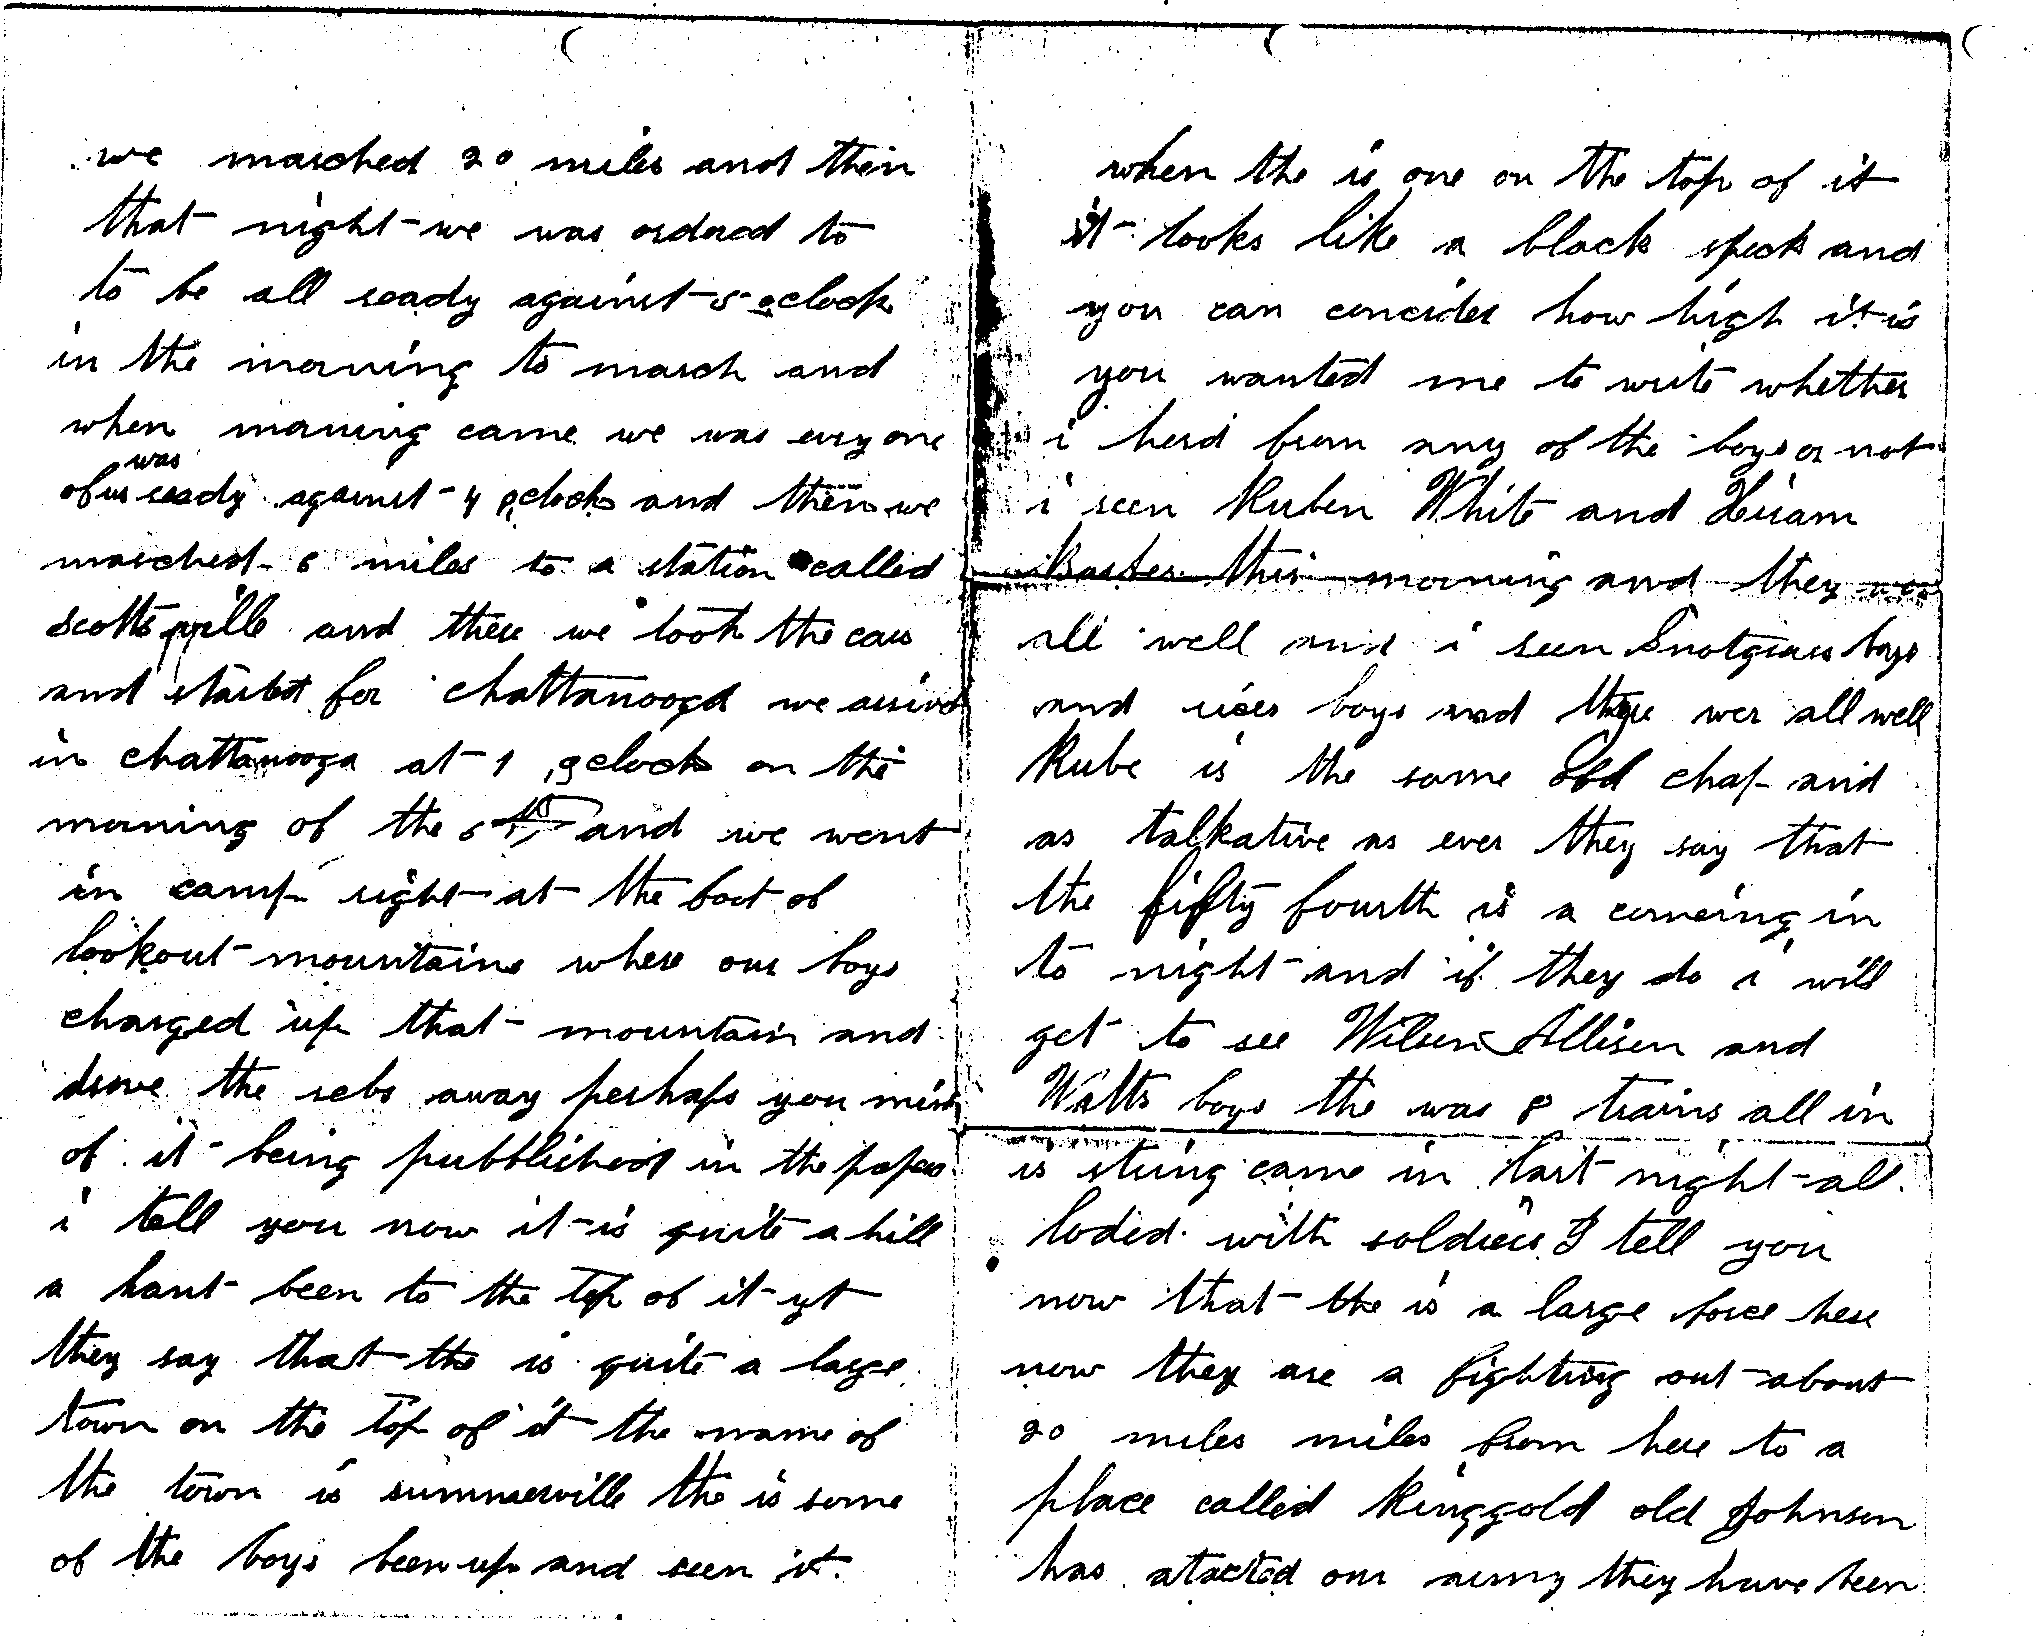 we marched 20 miles and then
that night we was ordered to
to be all ready against 5 oclock
in the morning to march and
when morning came we was evry one
was
of us ready against 4 oclock and then we
marched 6 miles to a station called
scottsville and there we took the cars
and started for chattanooga we arived
in chattanooga at 1 oclock on the
morning of the 6th and we went
in camp right at the foot of
lookout mountains where our boys
charged up that mountain and
drove the rebs away perhaps you mind
of it being pubblished in the papers
i tell you now it is quite a hill
a hant been to the top of it yt
they say that the is quite a large
town on the top of it the name of
the town is summerville the is some
of the boys been up and seen it
when the is one on the top of it
it looks like a black speck and
you can concider how high it is
you wanted me to write whether
i herd from any of the boys or not
i seen Ruben White and Hiram
Barber this morning and they wer
all well and i seen Snotgrass boys
and rices boys and they wer all well
Rube is the same old chap and
as talkative as ever they say that
the fifty fourth is a comeing in
to night and if they do i will
get to see Wilson Allison and
Watts boys the was 8 trains all in
is string came in last night all
loded with soldiers I tell you
now that the is a large force here
now they are a fighting out about
20 miles miles from here to a
place called Ringgold old Johnson
has atacted our army they have been